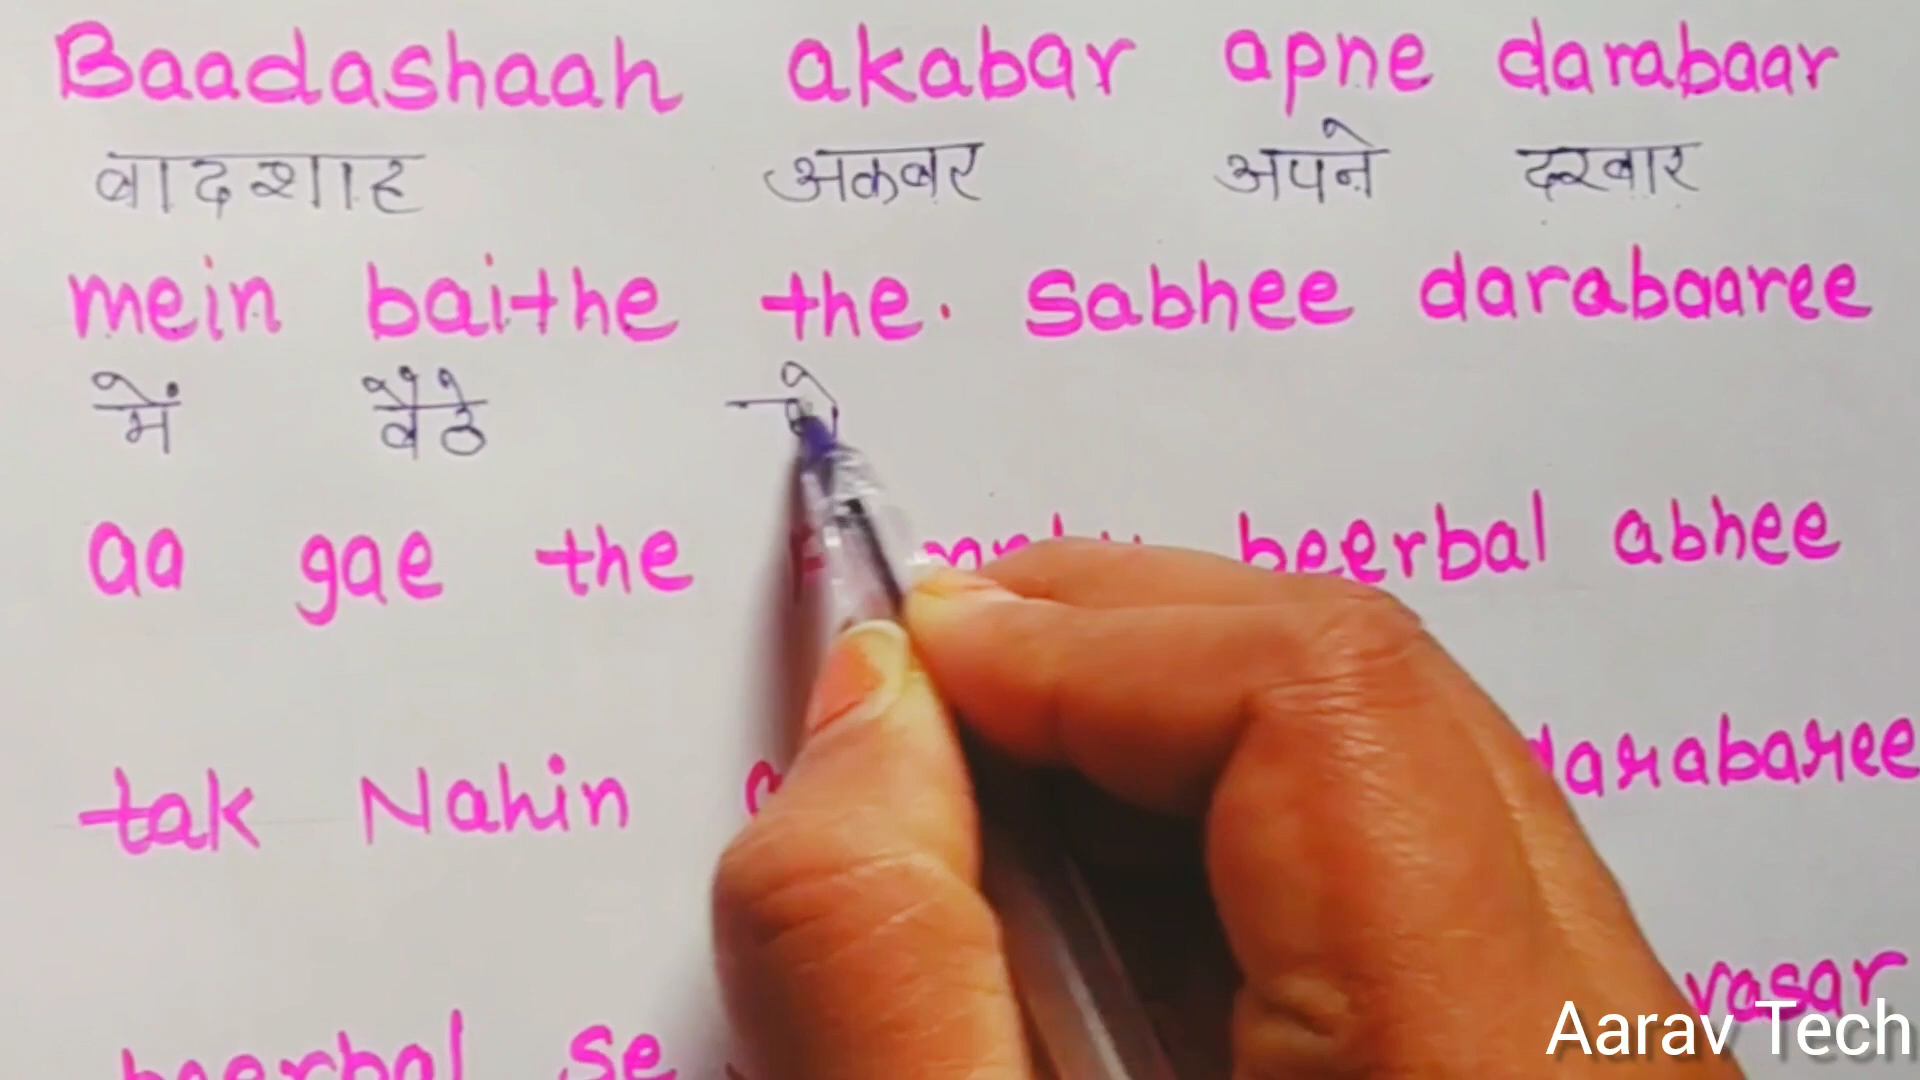 Baadashaah akabar apne darabaar
बादशाह अकबर अपने दरबार
mein baithe the. Sabhee darabaaree
में बैठे थे
aa gae the beerbal abhee
tak Nahin darabaree
vasar
beerbal se
Aarav Tech